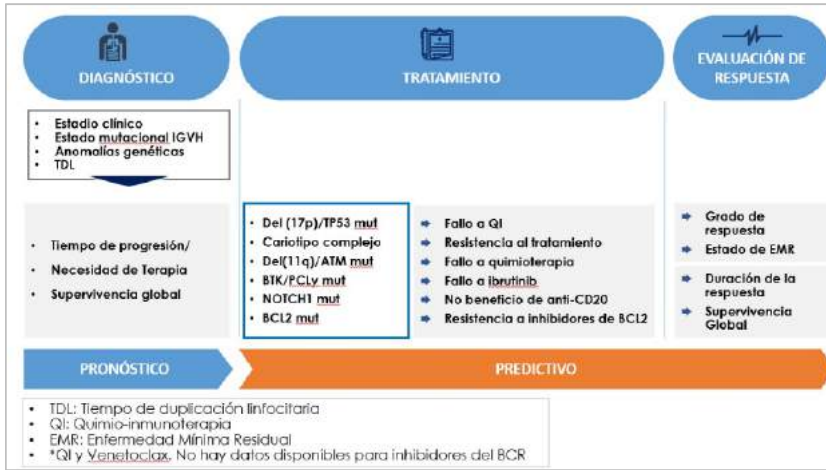 DIAGNÓSTICO
TRATAMIENTO
EVALUACIÓN DE
RESPUESTA
• Estadio clínico
• Estado mutacional IGVH
• Anomalías genéticas
• TDL
• Tiempo de progresión/
• Necesidad de Terapia
• Supervivencia global
• Del (17p)/TP53 mut
• Cariotipo complejo
• Del(11q)/ATM mut
• BTK/PCLγ mut
• NOTCH1 mut
• BCL2 mut
Fallo a QI
Resistencia al tratamiento
Fallo a quimioterapia
Fallo a ibrutinib
No beneficio de anti-CD20
Resistencia a inhibidores de BCL2
Grado de
respuesta
Estado de EMR
Duración de la
respuesta
Supervivencia
Global
PRONÓSTICO
PREDICTIVO
• TDL: Tiempo de duplicación linfocitaria
• QI: Quimio-inmunoterapia
• EMR: Enfermedad Mínima Residual
• *QI y Venetoclax. No hay datos disponibles para inhibidores del BCR